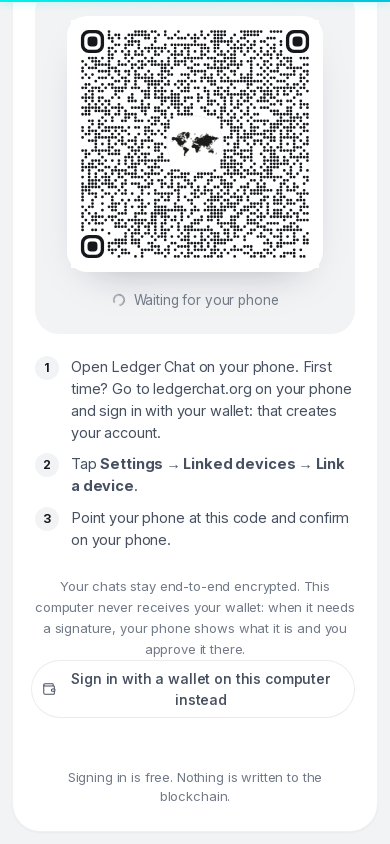 Waiting for your phone
1 Open Ledger Chat on your phone. First
time? Go to ledgerchat.org on your phone
and sign in with your wallet: that creates
your account.
2 Tap Settings → Linked devices → Link
a device.
3 Point your phone at this code and confirm
on your phone.
Your chats stay end-to-end encrypted. This
computer never receives your wallet: when it needs
a signature, your phone shows what it is and you
approve it there.
Sign in with a wallet on this computer
instead
Signing in is free. Nothing is written to the
blockchain.